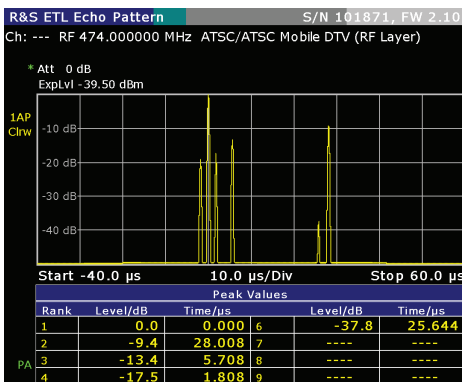 R&S ETL Echo Pattern S/N 101871, FW 2.10
Ch: --- RF 474.000000 MHz ATSC/ATSC Mobile DTV (RF Layer)
* Att 0 dB
ExpLvl -39.50 dBm
1AP
Clrw
-10 dB
-20 dB
-30 dB
-40 dB
Start -40.0 µs 10.0 µs/Div Stop 60.0 µs
Peak Values
Rank Level/dB Time/µs Level/dB Time/µs
1 0.0 0.000 6 -37.8 25.644
2 -9.4 28.008 7 ---- ----
3 -13.4 5.708 8 ---- ----
PA
4 -17.5 1.808 9 ---- ----